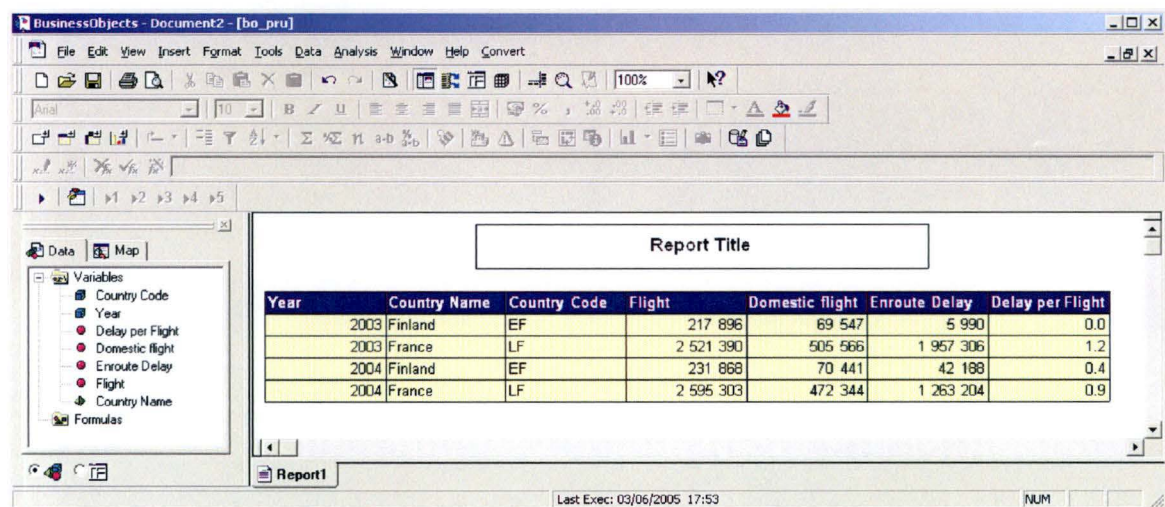 BusinessObjects - Document2 - [bo_pru]
File Edit View Insert Format Tools Data Analysis Window Help Convert
100%
Arial 10 B I U
1 2 3 4 5
Data Map
Variables
Country Code
Year
Delay per Flight
Domestic flight
Enroute Delay
Flight
Country Name
Formulas
Report Title
Year Country Name Country Code Flight Domestic flight Enroute Delay Delay per Flight
2003 Finland EF 217 896 69 547 5 990 0.0
2003 France LF 2 521 390 505 566 1 957 306 1.2
2004 Finland EF 231 868 70 441 42 188 0.4
2004 France LF 2 595 303 472 344 1 263 204 0.9
Report1
Last Exec: 03/06/2005 17:53 NUM